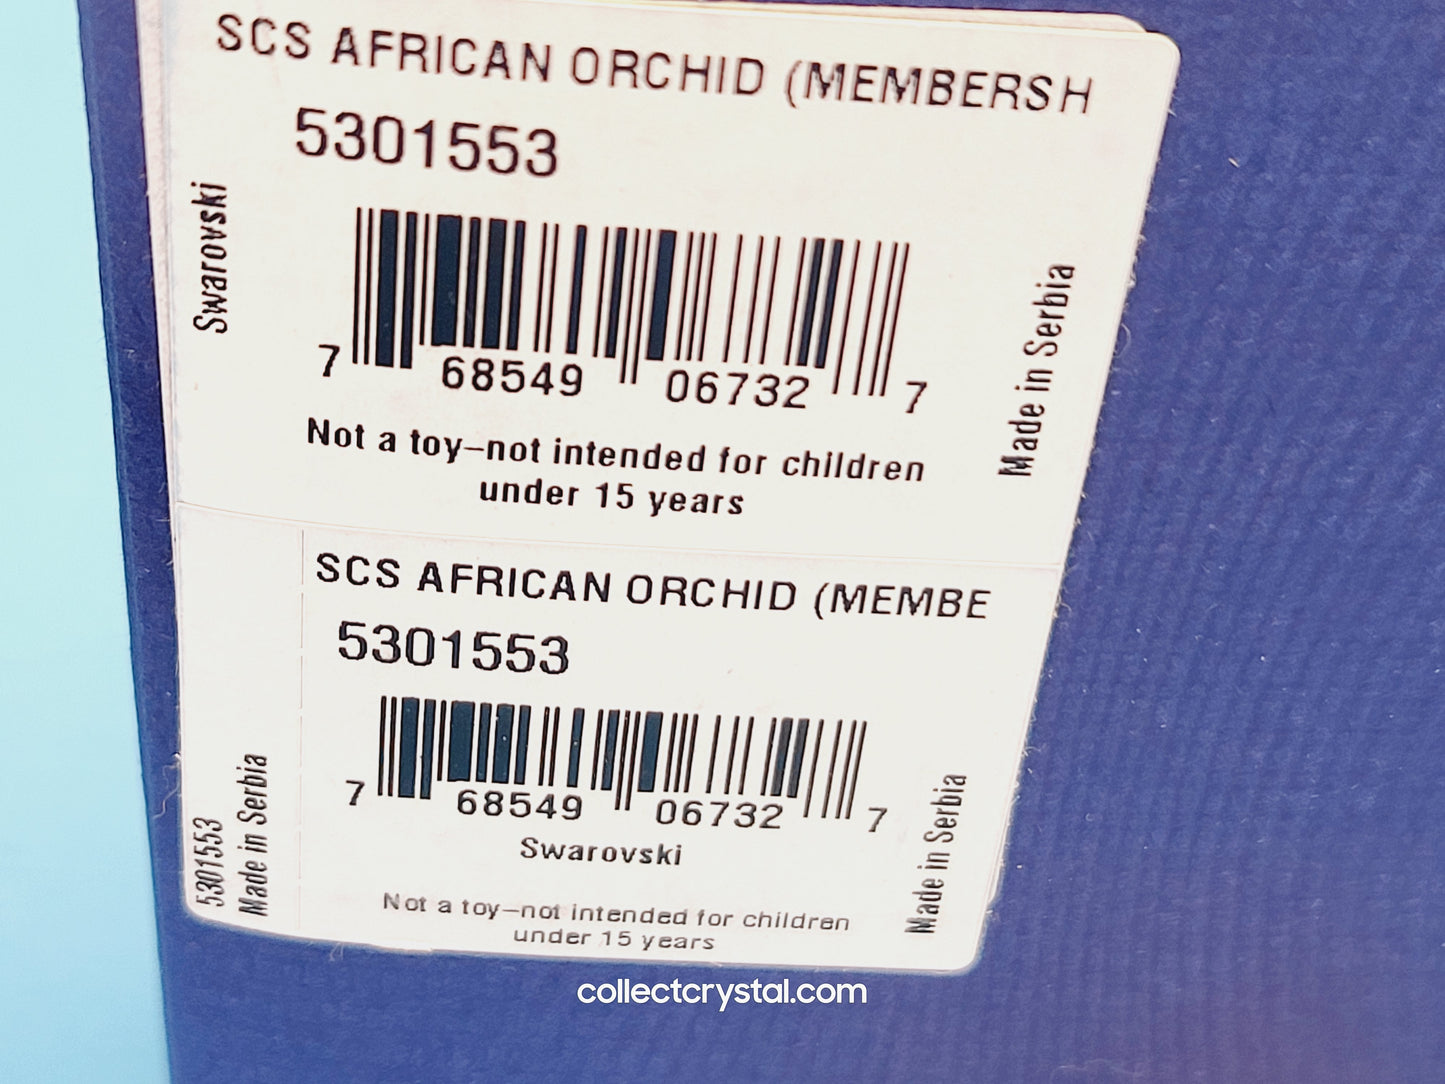 SCS AFRICAN ORCHID (MEMBERSH
5301553
Swarovski
7 68549 06732 7
Made in Serbia
Not a toy–not intended for children
under 15 years
SCS AFRICAN ORCHID (MEMBE
5301553
7 68549 06732 7
Swarovski
5301553
Made in Serbia
Made in Serbia
Not a toy–not intended for children
under 15 years
collectcrystal.com